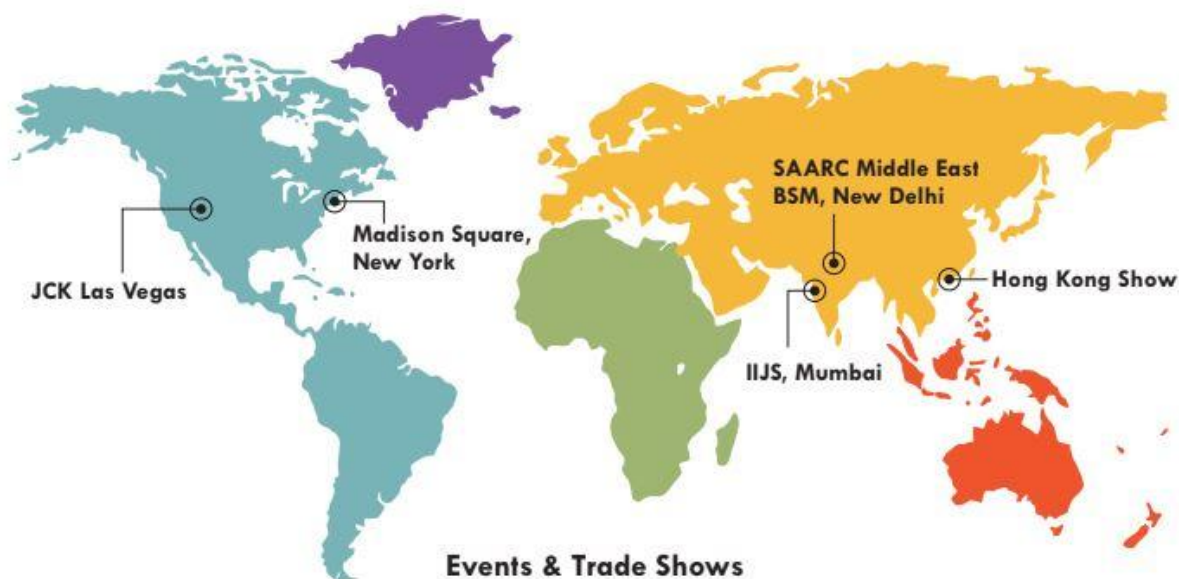 SAARC Middle East
BSM, New Delhi
Madison Square,
New York
JCK Las Vegas
Hong Kong Show
IIJS, Mumbai
Events & Trade Shows